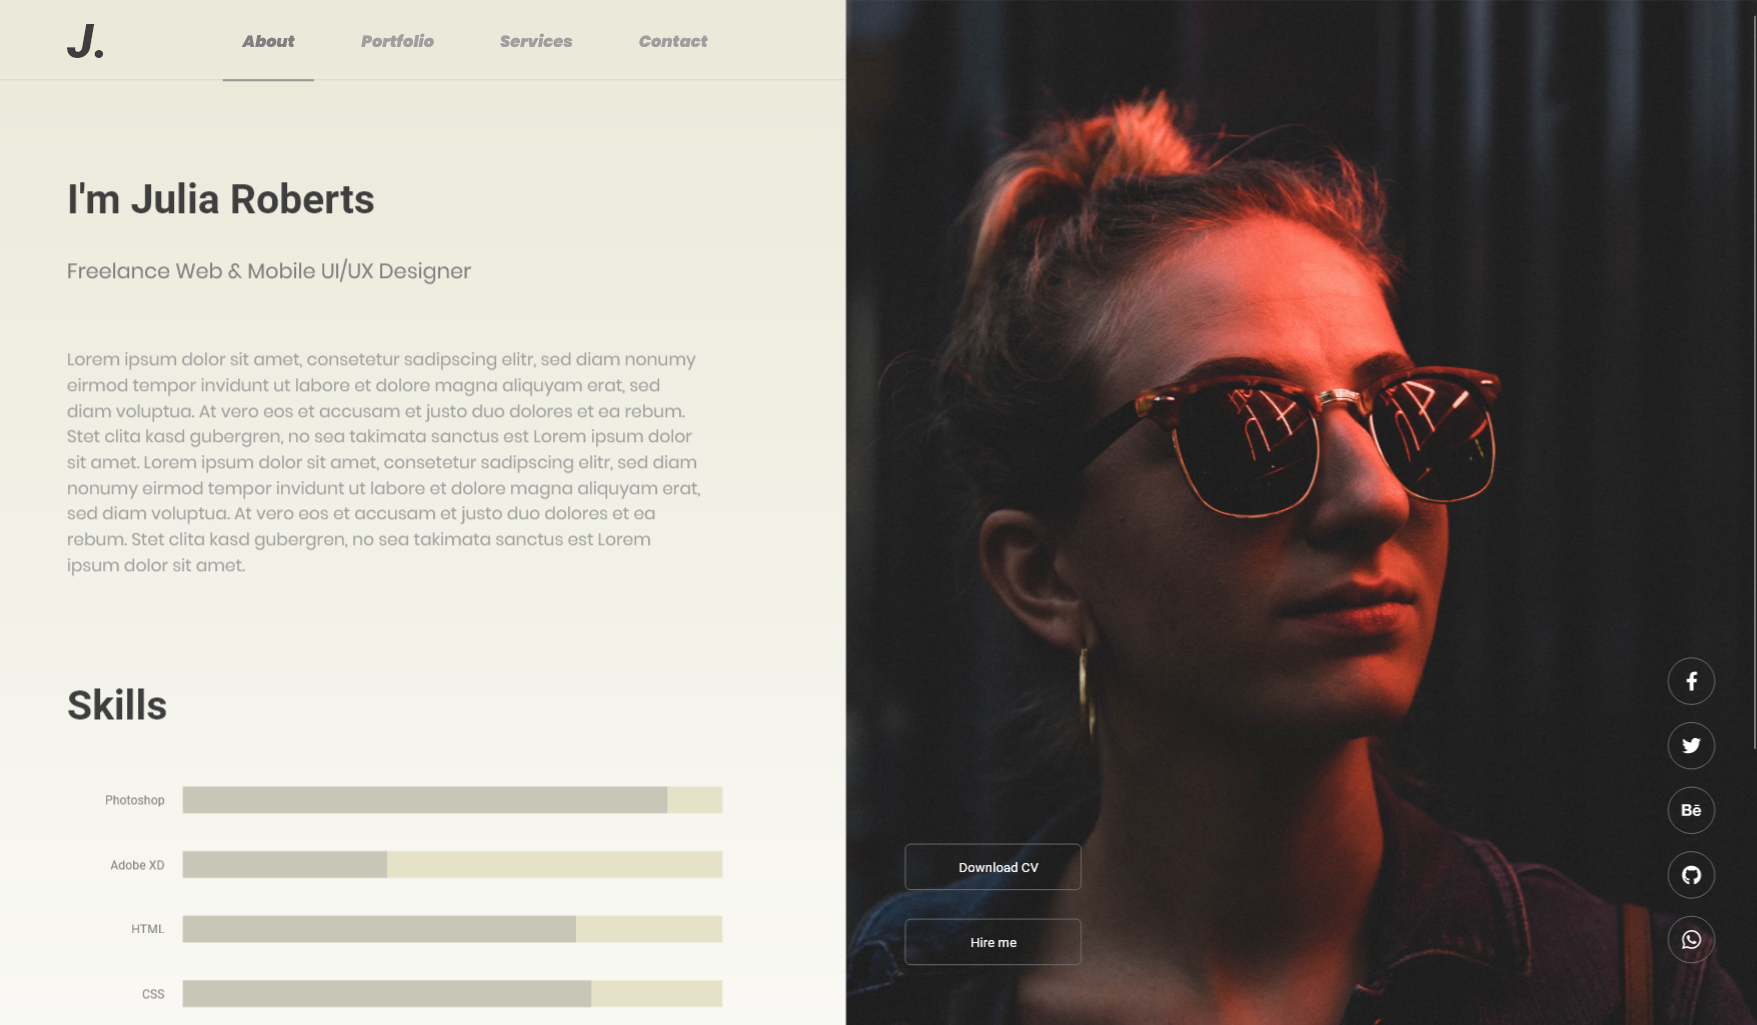 J.
About Portfolio Services Contact
I'm Julia Roberts
Freelance Web & Mobile UI/UX Designer
Lorem ipsum dolor sit amet, consetetur sadipscing elitr, sed diam nonumy
eirmod tempor invidunt ut labore et dolore magna aliquyam erat, sed
diam voluptua. At vero eos et accusam et justo duo dolores et ea rebum.
Stet clita kasd gubergren, no sea takimata sanctus est Lorem ipsum dolor
sit amet. Lorem ipsum dolor sit amet, consetetur sadipscing elitr, sed diam
nonumy eirmod tempor invidunt ut labore et dolore magna aliquyam erat,
sed diam voluptua. At vero eos et accusam et justo duo dolores et ea
rebum. Stet clita kasd gubergren, no sea takimata sanctus est Lorem
ipsum dolor sit amet.
Skills
Photoshop
Adobe XD
HTML
CSS
Download CV
Hire me
Bē